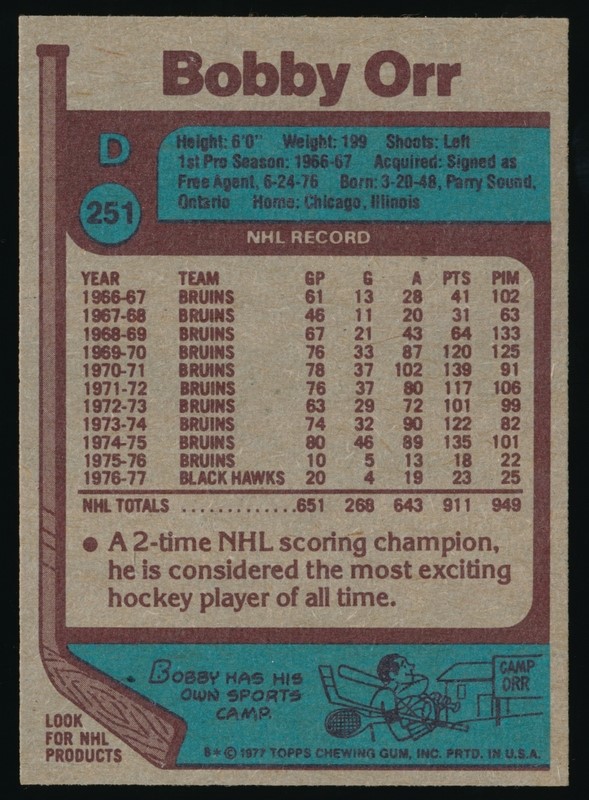 Bobby Orr
D
251
Height: 6'0" Weight: 199 Shoots: Left
1st Pro Season: 1966-67 Acquired: Signed as
Free Agent, 6-24-76 Born: 3-20-48, Parry Sound,
Ontario Home: Chicago, Illinois
NHL RECORD
YEAR TEAM GP G A PTS PIM
1966-67 BRUINS 61 13 28 41 102
1967-68 BRUINS 46 11 20 31 63
1968-69 BRUINS 67 21 43 64 133
1969-70 BRUINS 76 33 87 120 125
1970-71 BRUINS 78 37 102 139 91
1971-72 BRUINS 76 37 80 117 106
1972-73 BRUINS 63 29 72 101 99
1973-74 BRUINS 74 32 90 122 82
1974-75 BRUINS 80 46 89 135 101
1975-76 BRUINS 10 5 13 18 22
1976-77 BLACK HAWKS 20 4 19 23 25
NHL TOTALS .............651 268 643 911 949
● A 2-time NHL scoring champion,
he is considered the most exciting
hockey player of all time.
BOBBY HAS HIS
OWN SPORTS
CAMP.
CAMP
ORR
LOOK
FOR NHL
PRODUCTS
B* © 1977 TOPPS CHEWING GUM, INC. PRTD. IN U.S.A.